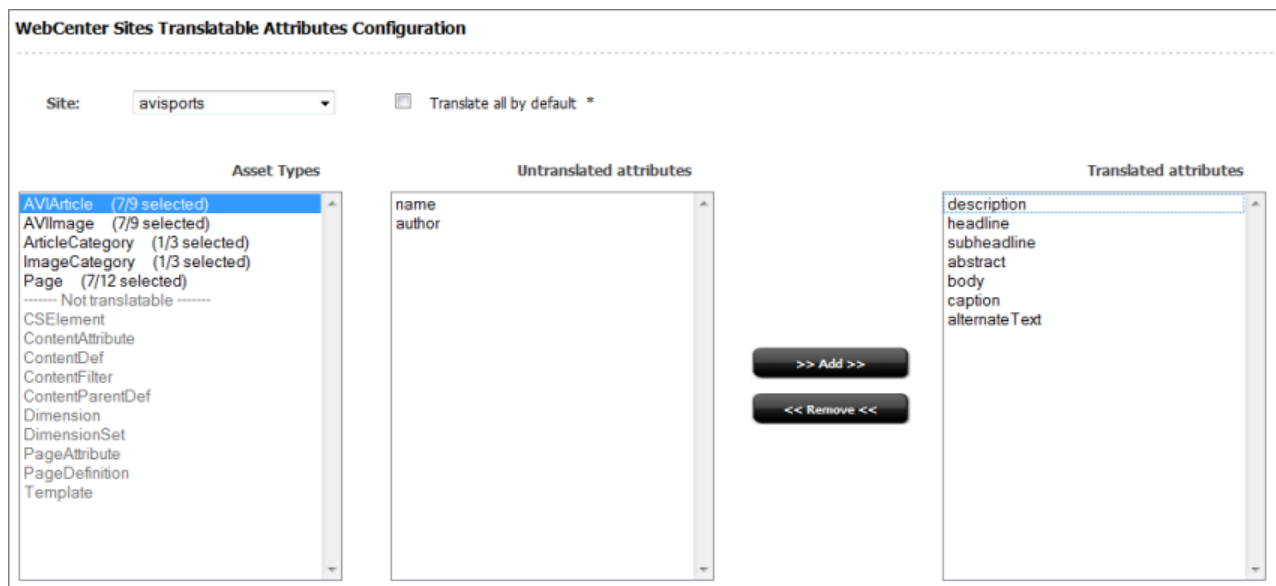 WebCenter Sites Translatable Attributes Configuration
Site: avisports Translate all by default *
Asset Types
AVIArticle (7/9 selected)
AVIImage (7/9 selected)
ArticleCategory (1/3 selected)
ImageCategory (1/3 selected)
Page (7/12 selected)
------- Not translatable -------
CSElement
ContentAttribute
ContentDef
ContentFilter
ContentParentDef
Dimension
DimensionSet
PageAttribute
PageDefinition
Template
Untranslated attributes
name
author
>> Add >>
<< Remove <<
Translated attributes
description
headline
subheadline
abstract
body
caption
alternateText